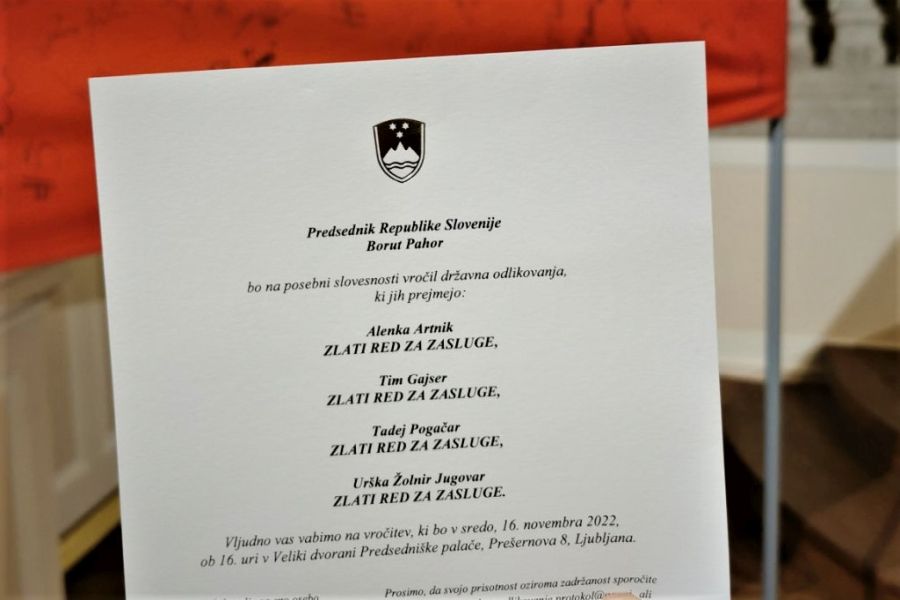 Predsednik Republike Slovenije
Borut Pahor
bo na posebni slovesnosti vročil državna odlikovanja,
ki jih prejmejo:
Alenka Artnik
ZLATI RED ZA ZASLUGE,
Tim Gajser
ZLATI RED ZA ZASLUGE,
Tadej Pogačar
ZLATI RED ZA ZASLUGE,
Urška Žolnir Jugovar
ZLATI RED ZA ZASLUGE.
Vljudno vas vabimo na vročitev, ki bo v sredo, 16. novembra 2022,
ob 16. uri v Veliki dvorani Predsedniške palače, Prešernova 8, Ljubljana.
Prosimo, da svojo prisotnost oziroma zadržanost sporočite
eno osebo
ali